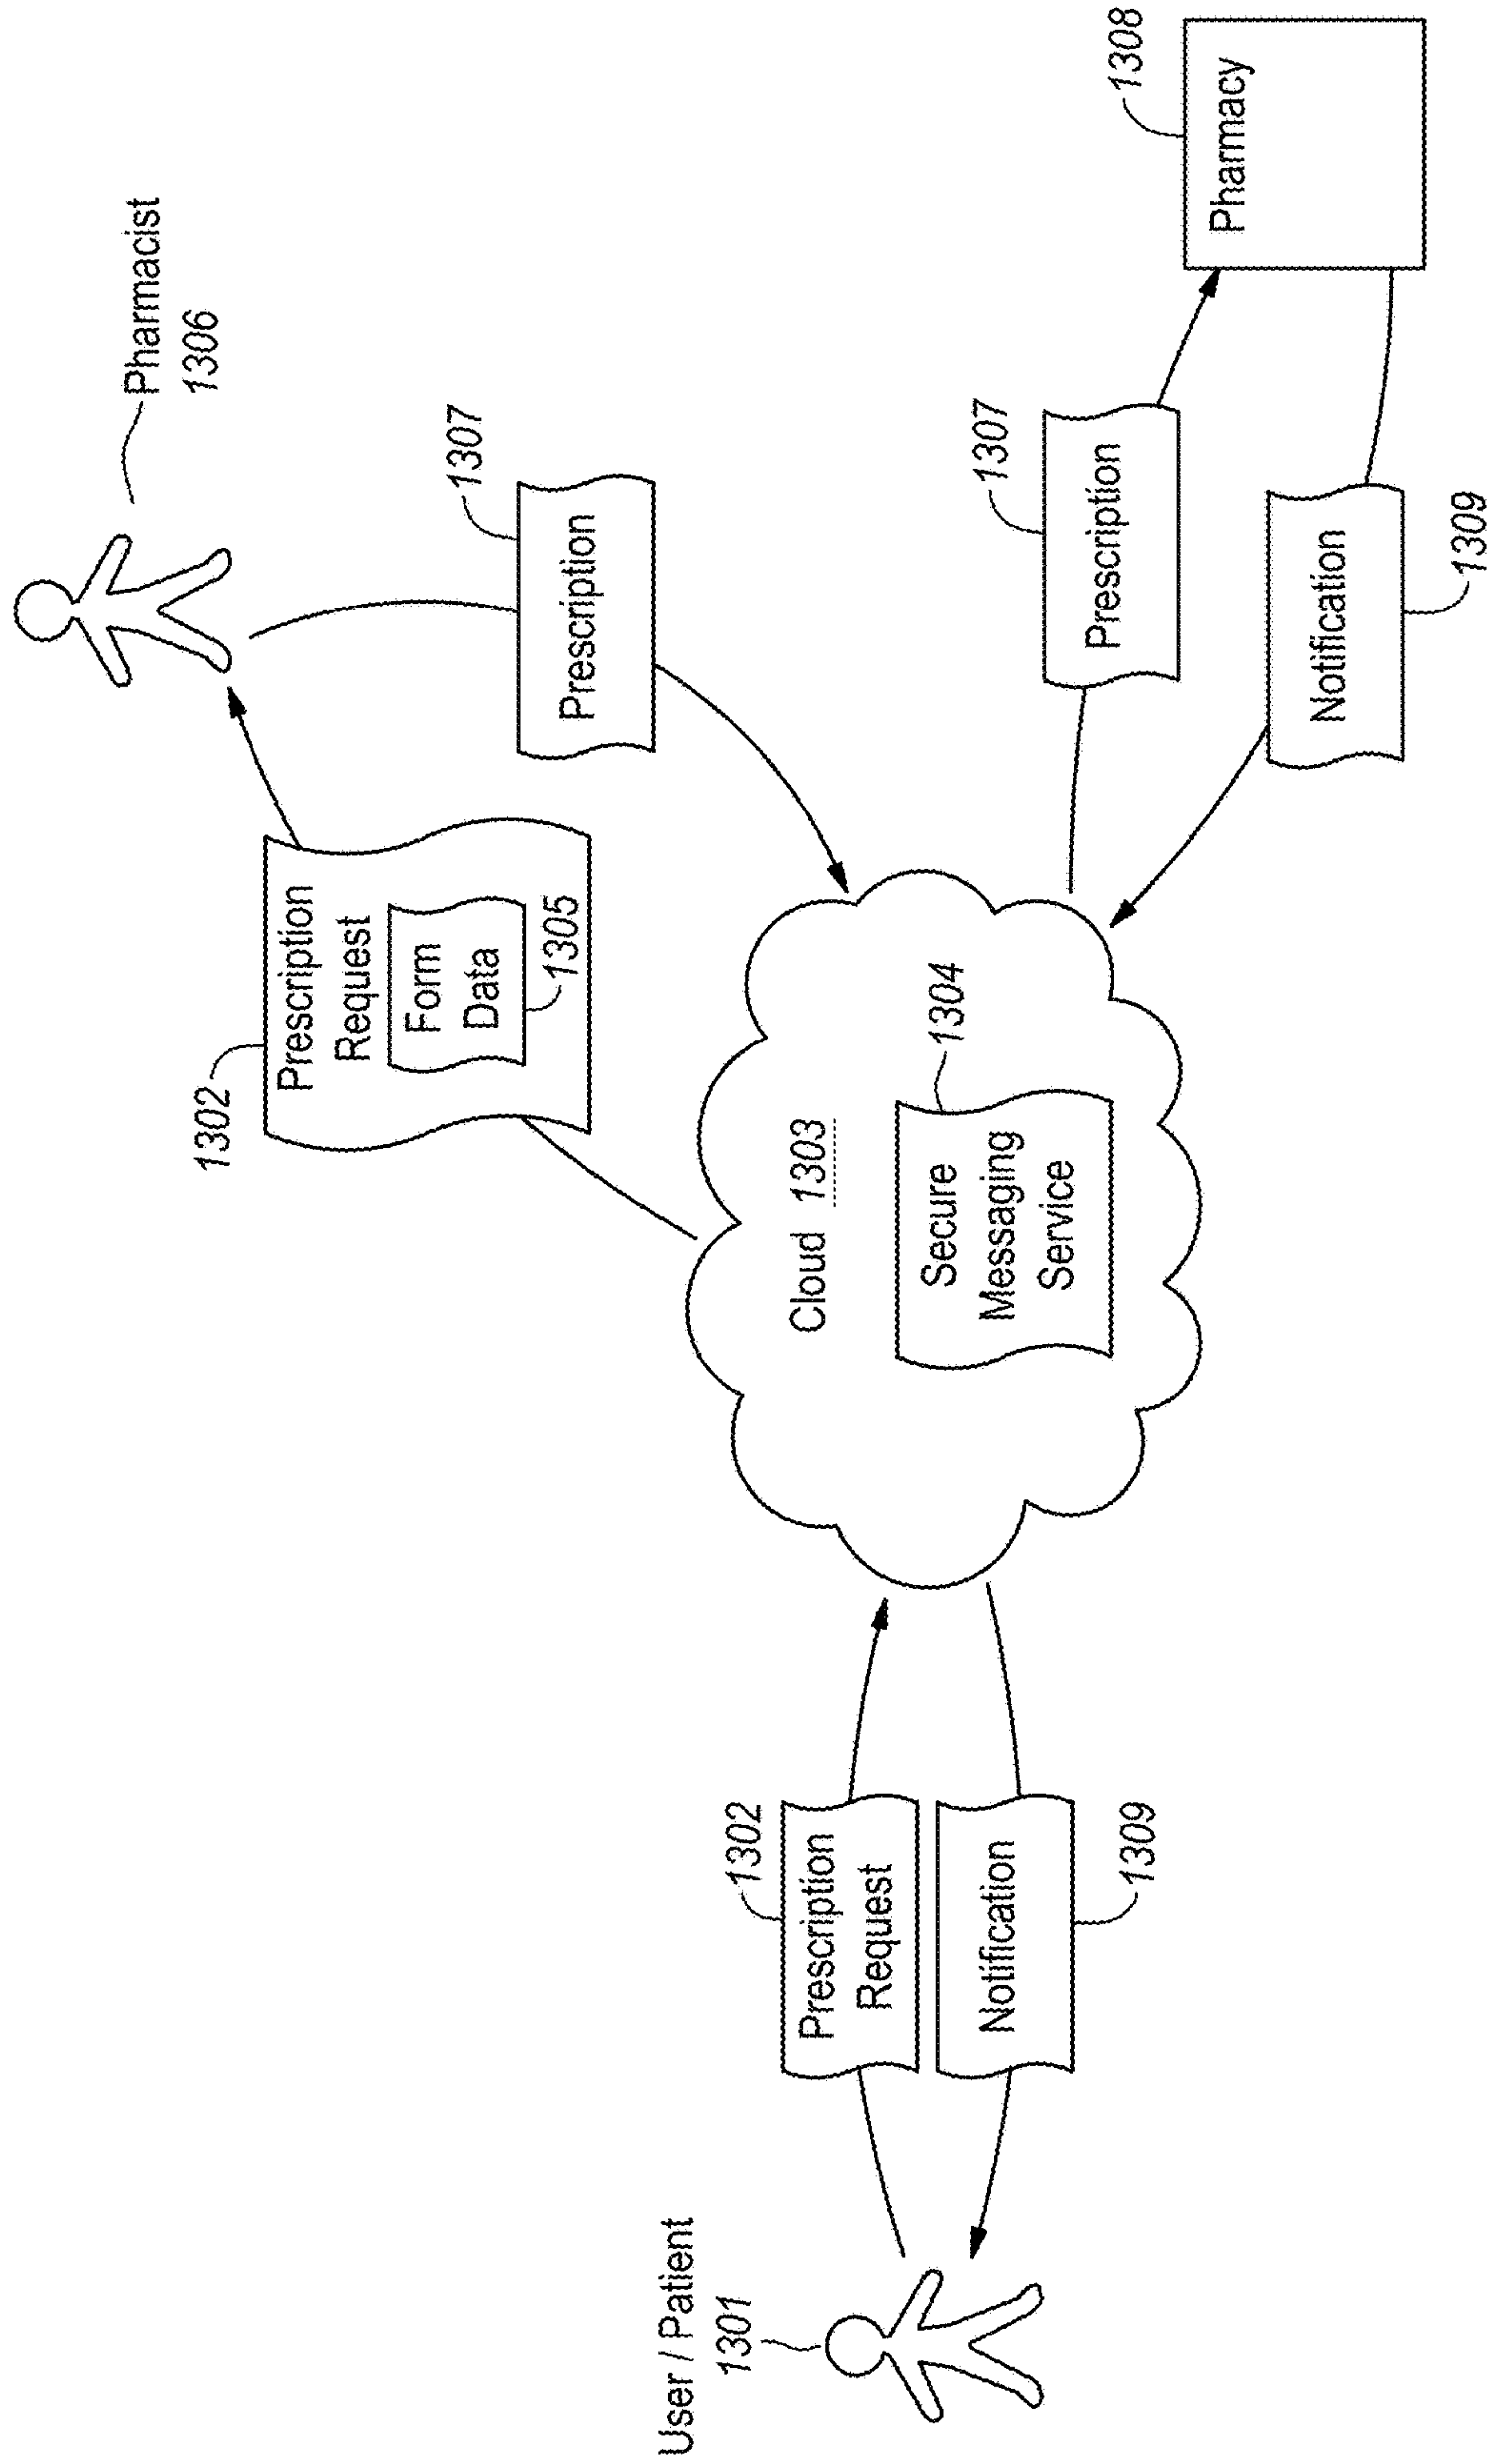 Pharmacist
1306
1302
Prescription
Request
Form
Data
1305
1307
Prescription
User / Patient
1301
1302
Prescription
Request
Notification
1309
Cloud 1303
1304
Secure
Messaging
Service
1307
Prescription
1308
Pharmacy
Notification
1309